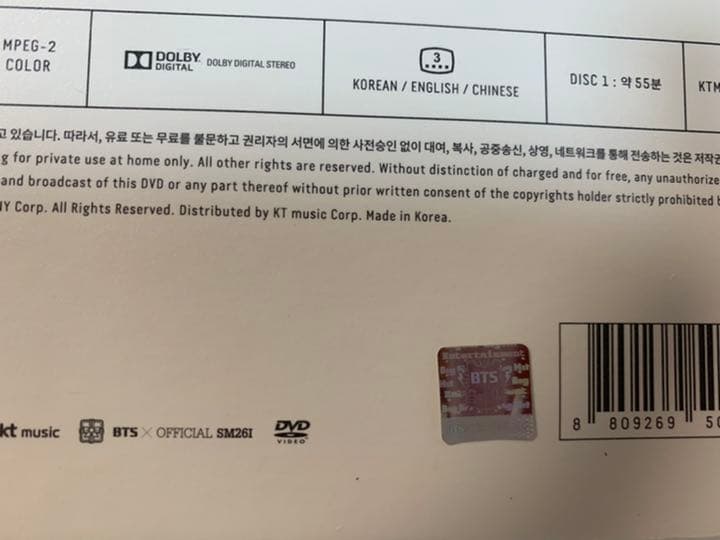 MPEG-2
COLOR
DOLBY
DIGITAL
DOLBY DIGITAL STEREO
3
KOREAN / ENGLISH / CHINESE
DISC 1 : 약 55분
KTM
고 있습니다. 따라서, 유료 또는 무료를 불문하고 권리자의 서면에 의한 사전승인 없이 대여, 복사, 공중송신, 상영, 네트워크를 통해 전송하는 것은 저작권
g for private use at home only. All other rights are reserved. Without distinction of charged and for free, any unauthorize
and broadcast of this DVD or any part thereof without prior written consent of the copyrights holder strictly prohibited b
NY Corp. All Rights Reserved. Distributed by KT music Corp. Made in Korea.
Entertainment
BTS
kt music
BTS × OFFICIAL SM261
DVD
VIDEO
8 809269 50